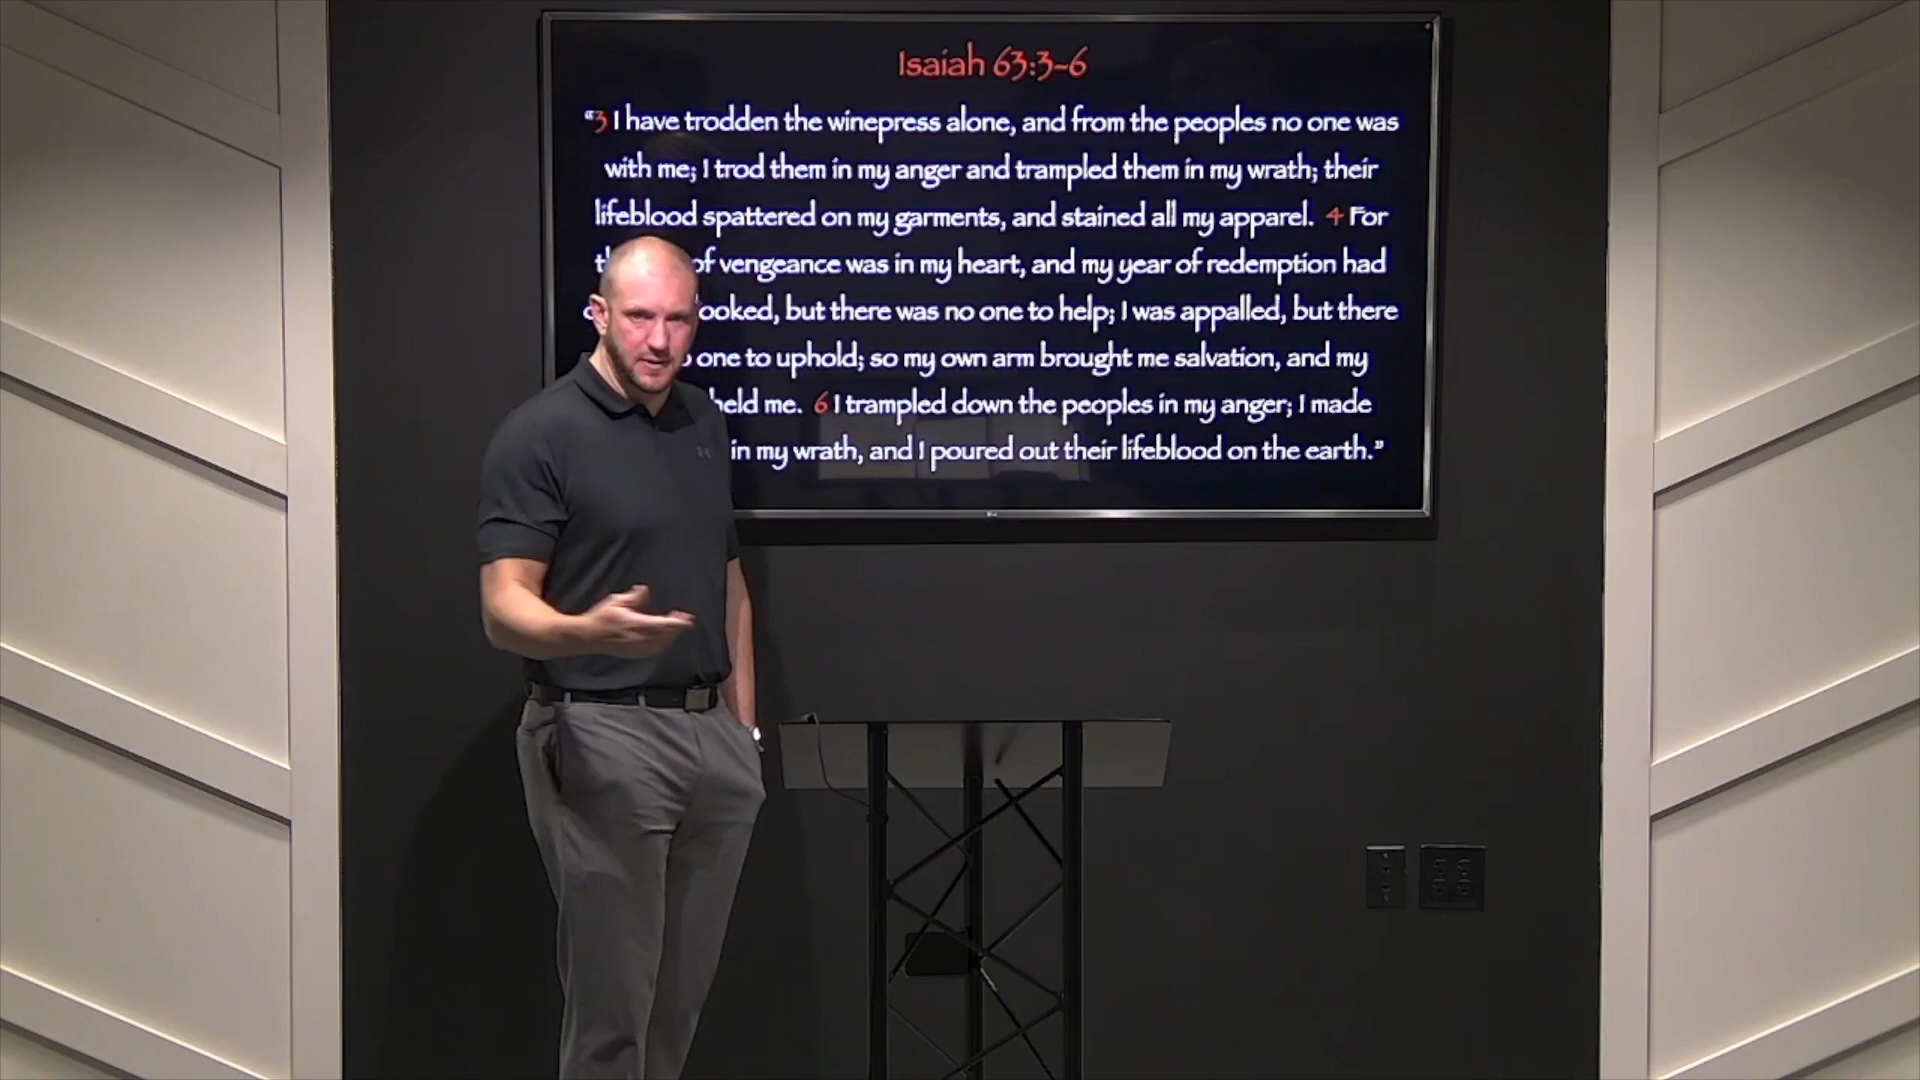 Isaiah 63:3-6
“3 I have trodden the winepress alone, and from the peoples no one was
with me; I trod them in my anger and trampled them in my wrath; their
lifeblood spattered on my garments, and stained all my apparel. 4 For
of vengeance was in my heart, and my year of redemption had
ooked, but there was no one to help; I was appalled, but there
one to uphold; so my own arm brought me salvation, and my
held me. 6 I trampled down the peoples in my anger; I made
in my wrath, and I poured out their lifeblood on the earth.”